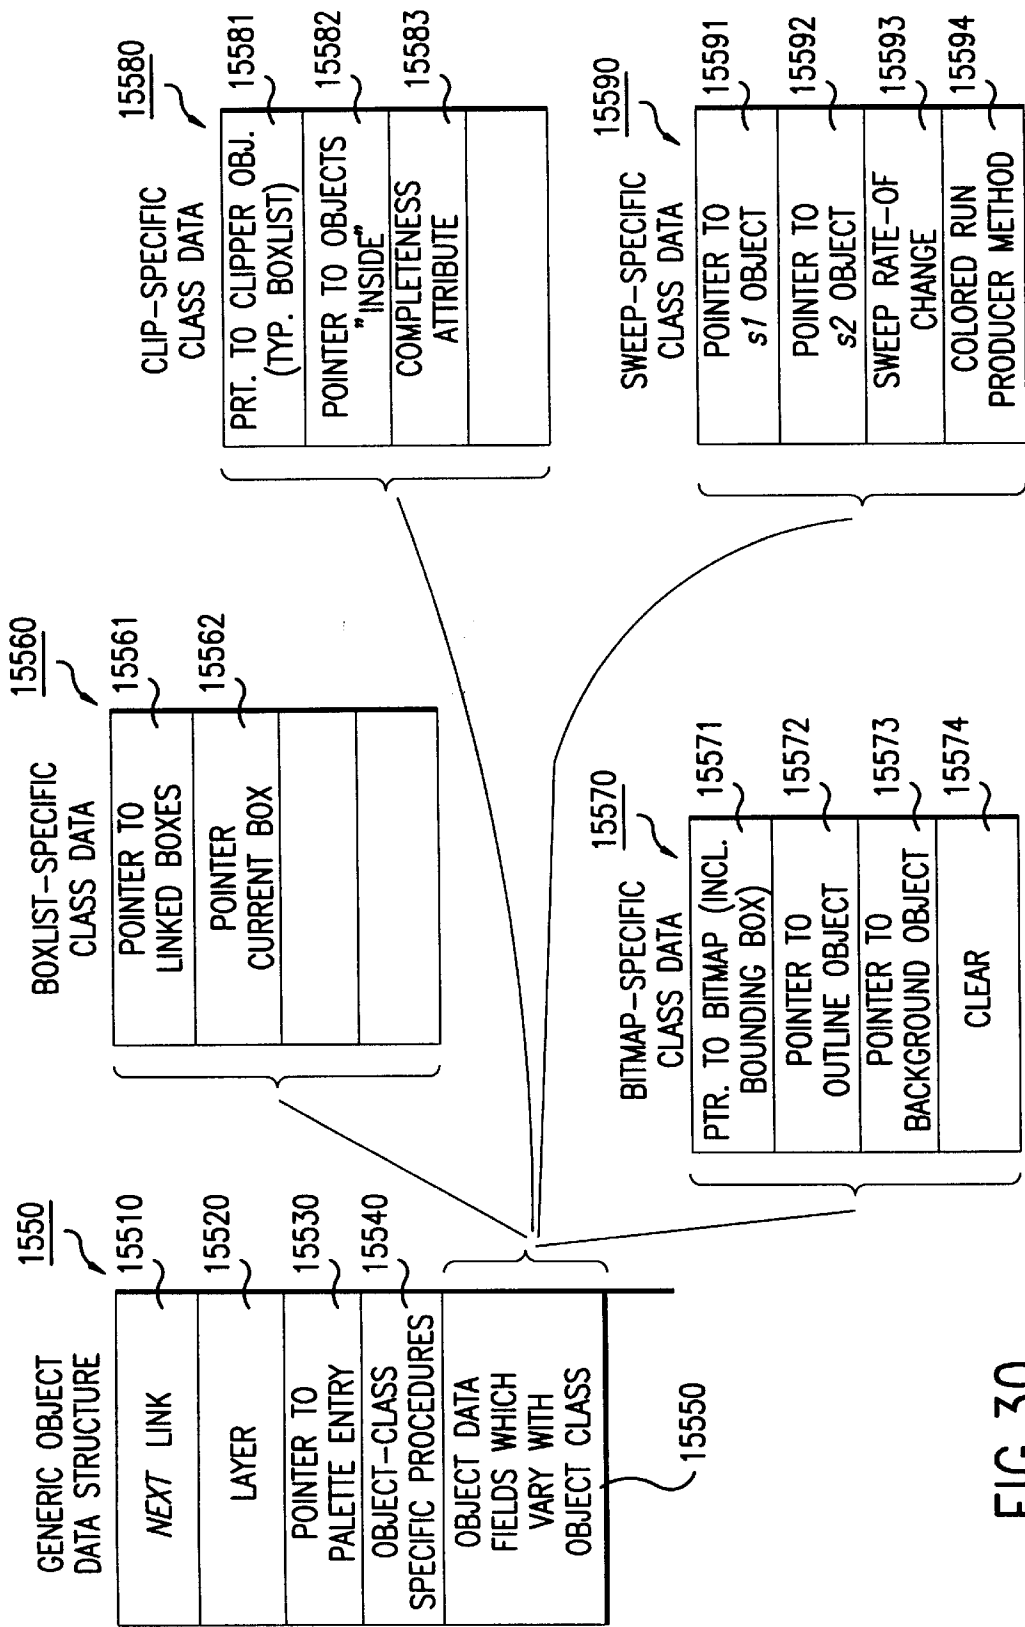 GENERIC OBJECT
DATA STRUCTURE
1550
NEXT LINK
15510
LAYER
15520
POINTER TO
PALETTE ENTRY
15530
OBJECT-CLASS
SPECIFIC PROCEDURES
15540
OBJECT DATA
FIELDS WHICH
VARY WITH
OBJECT CLASS
15550
BOXLIST-SPECIFIC
CLASS DATA
15560
POINTER TO
LINKED BOXES
15561
POINTER
CURRENT BOX
15562
CLIP-SPECIFIC
CLASS DATA
15580
PRT. TO CLIPPER OBJ.
(TYP. BOXLIST)
15581
POINTER TO OBJECTS
"INSIDE"
15582
COMPLETENESS
ATTRIBUTE
15583
BITMAP-SPECIFIC
CLASS DATA
15570
PTR. TO BITMAP (INCL.
BOUNDING BOX)
15571
POINTER TO
OUTLINE OBJECT
15572
POINTER TO
BACKGROUND OBJECT
15573
CLEAR
15574
SWEEP-SPECIFIC
CLASS DATA
15590
POINTER TO
s1 OBJECT
15591
POINTER TO
s2 OBJECT
15592
SWEEP RATE-OF
CHANGE
15593
COLORED RUN
PRODUCER METHOD
15594
FIG. 30